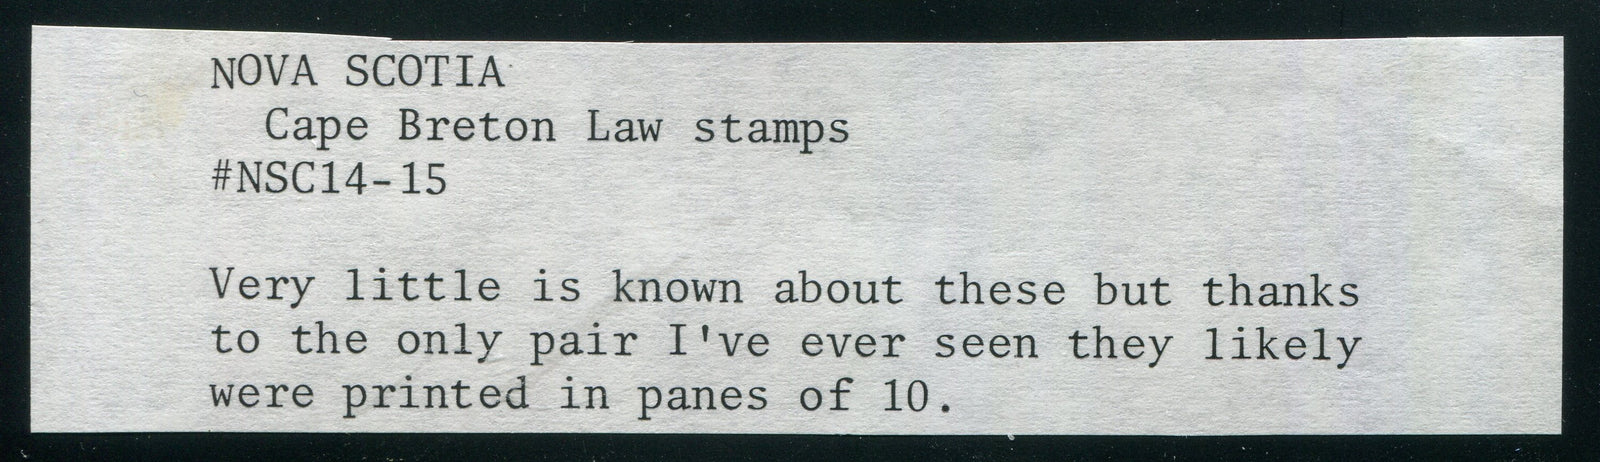 NOVA SCOTIA
Cape Breton Law stamps
#NSC14-15
Very little is known about these but thanks
to the only pair I've ever seen they likely
were printed in panes of 10.